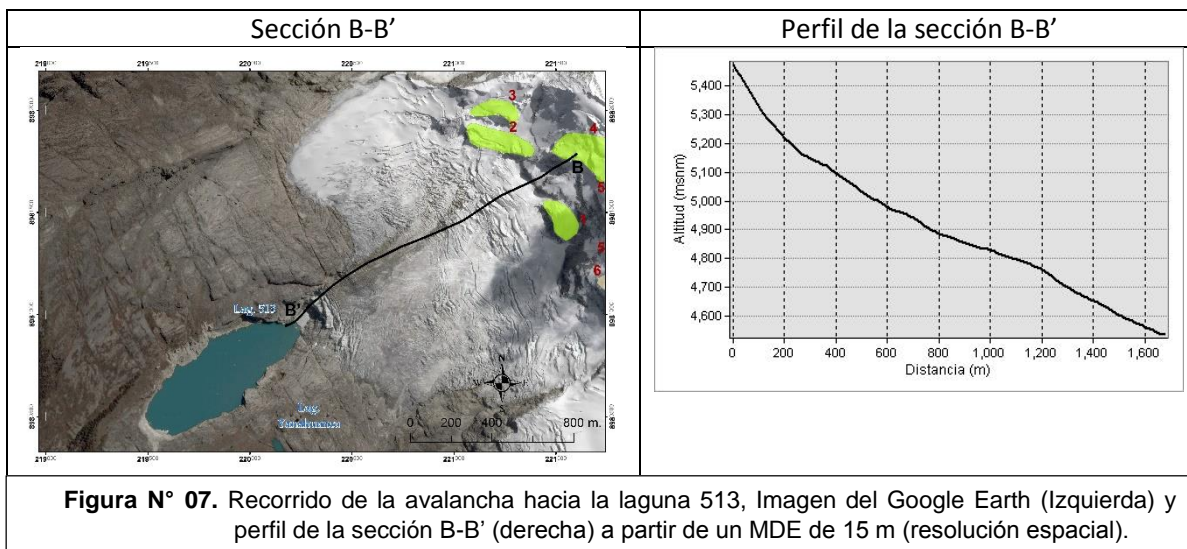 Sección B-B’
Perfil de la sección B-B’
3
2
4
B
5
1
5
6
B’
Lag. 513
Lag.
Yanahuanca
N
S
0 200 400 800 m.
Altitud (msnm)
5,400
5,300
5,200
5,100
5,000
4,900
4,800
4,700
4,600
0 200 400 600 800 1,000 1,200 1,400 1,600
Distancia (m)
Figura N° 07. Recorrido de la avalancha hacia la laguna 513, Imagen del Google Earth (Izquierda) y
perfil de la sección B-B’ (derecha) a partir de un MDE de 15 m (resolución espacial).